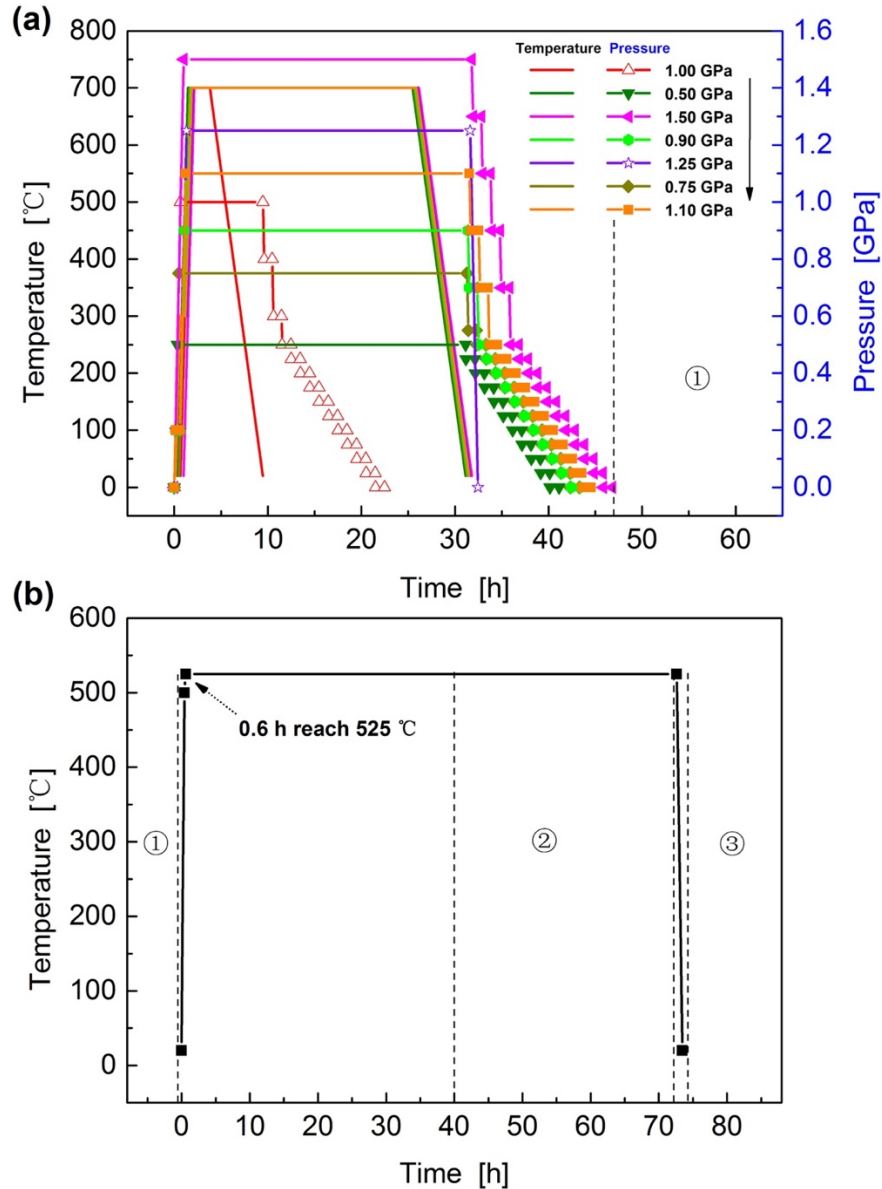 (a)
Temperature Pressure
1.00 GPa
0.50 GPa
1.50 GPa
0.90 GPa
1.25 GPa
0.75 GPa
1.10 GPa
800
700
600
500
400
300
200
100
0
Temperature [℃]
1.6
1.4
1.2
1.0
0.8
0.6
0.4
0.2
0.0
Pressure [GPa]
①
0 10 20 30 40 50 60
Time [h]
(b)
600
500
400
300
200
100
0
Temperature [℃]
0.6 h reach 525 ℃
① ② ③
0 10 20 30 40 50 60 70 80
Time [h]